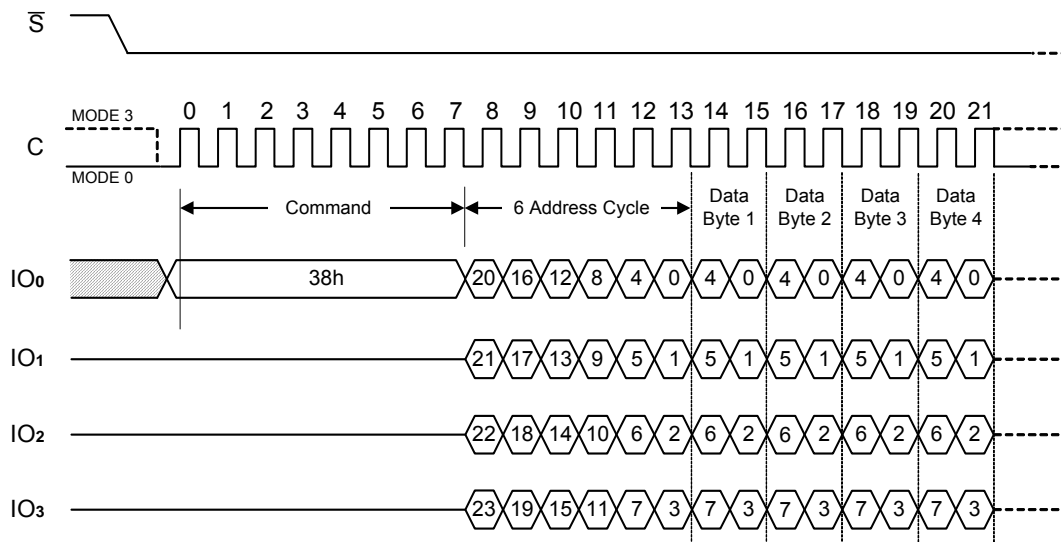 S
0 1 2 3 4 5 6 7 8 9 10 11 12 13 14 15 16 17 18 19 20 21
MODE 3
C
MODE 0
Command
6 Address Cycle
Data Byte 1
Data Byte 2
Data Byte 3
Data Byte 4
IO0 38h 20 16 12 8 4 0 4 0 4 0 4 0 4 0
IO1 21 17 13 9 5 1 5 1 5 1 5 1 5 1
IO2 22 18 14 10 6 2 6 2 6 2 6 2 6 2
IO3 23 19 15 11 7 3 7 3 7 3 7 3 7 3